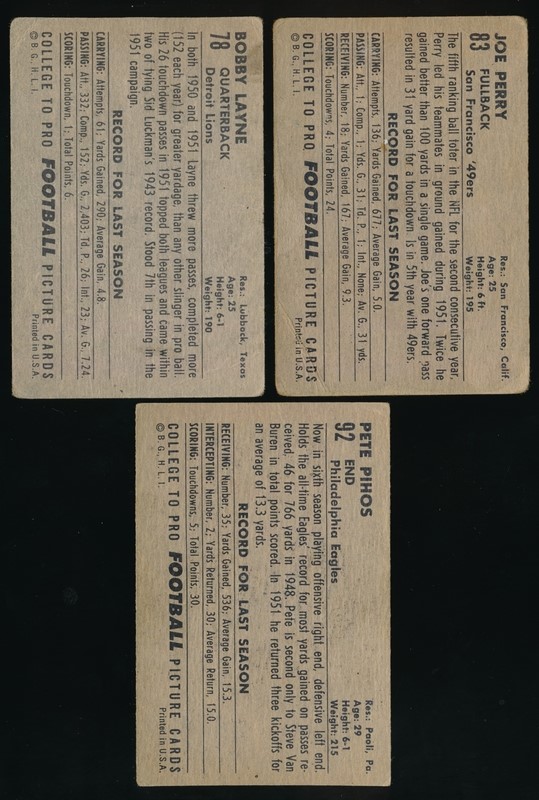 BOBBY LAYNE
78 QUARTERBACK
Detroit Lions
Res.: Lubbock, Texas
Age: 25
Height: 6-1
Weight: 190
In both 1950 and 1951 Layne threw more passes, completed more
(152 each year) for greater yardage, than any other slinger in pro ball.
His 26 touchdown passes in 1951 topped both leagues and came within
two of tying Sid Luckman's 1943 record. Stood 7th in passing in the
1951 campaign.
RECORD FOR LAST SEASON
CARRYING: Attempts, 61; Yards Gained, 290; Average Gain, 4.8.
PASSING: Att., 332; Comp., 152; Yds. G., 2,403; Td. P., 26; Int., 23; Av. G., 7.24.
SCORING: Touchdown, 1; Total Points, 6.
COLLEGE TO PRO FOOTBALL PICTURE CARDS
© B. G., H. L. I.
Printed in U.S.A.
JOE PERRY
83 FULLBACK
San Francisco '49ers
Res.: San Francisco, Calif.
Age: 25
Height: 6 Ft.
Weight: 195
The fifth ranking ball toter in the NFL for the second consecutive year,
Perry led his teammates in ground gained during 1951. Twice he
gained better than 100 yards in a single game. Joe's one forward pass
resulted in 31 yard gain for a touchdown. Is in 5th year with 49ers.
RECORD FOR LAST SEASON
CARRYING: Attempts, 136; Yards Gained, 677; Average Gain, 5.0.
PASSING: Att., 1; Comp., 1; Yds. G., 31; Td. P., 1; Int., None; Av. G., 31 yds.
RECEIVING: Number, 18; Yards Gained, 167; Average Gain, 9.3.
SCORING: Touchdowns, 4; Total Points, 24.
COLLEGE TO PRO FOOTBALL PICTURE CARDS
© B. G., H. L. I.
Printed in U.S.A.
PETE PIHOS
92 END
Philadelphia Eagles
Res.: Paoli, Pa.
Age: 29
Height: 6-1
Weight: 215
Now in sixth season playing offensive right end, defensive left end.
Holds the all-time Eagles' record for most yards gained on passes re-
ceived, 46 for 766 yards in 1948. Pete is second only to Steve Van
Buren in total points scored. In 1951 he returned three kickoffs for
an average of 13.3 yards.
RECORD FOR LAST SEASON
RECEIVING: Number, 35; Yards Gained, 536; Average Gain, 15.3.
INTERCEPTING: Number, 2; Yards Returned, 30; Average Return, 15.0.
SCORING: Touchdowns, 5; Total Points, 30.
COLLEGE TO PRO FOOTBALL PICTURE CARDS
© B. G., H. L. I.
Printed in U.S.A.